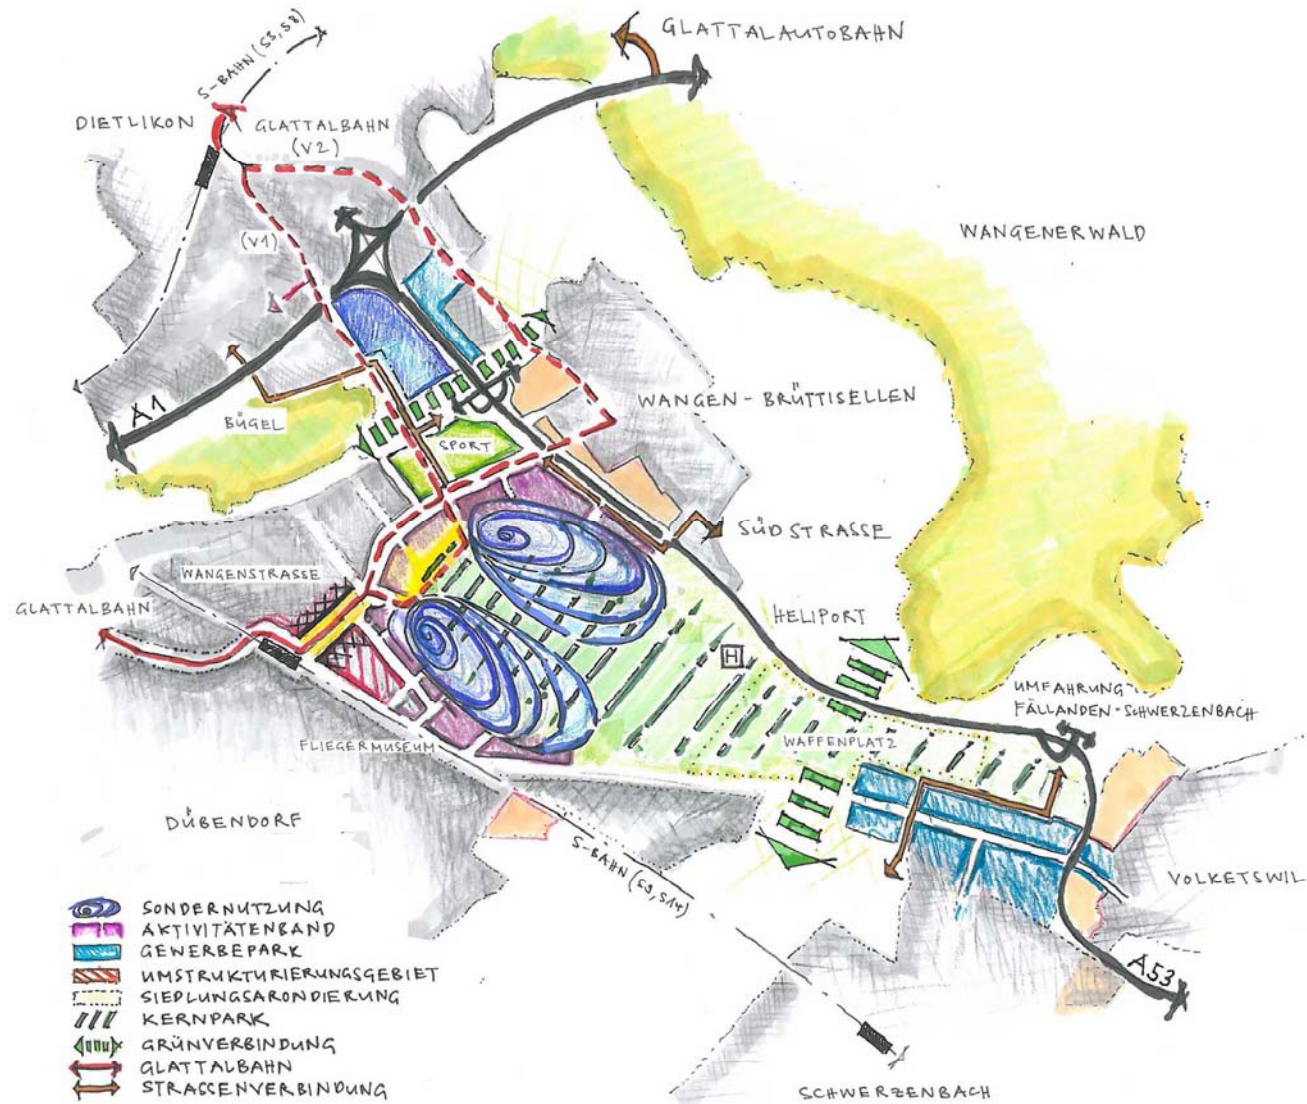 GLATTALAUTOBAHN
S-BAHN (S3, S8)
DIETLIKON
GLATTALBAHN
(V2)
(V1)
WANGENERWALD
A1
BÜGEL
SPORT
WANGEN-BRÜTTISELLEN
SÜDSTRASSE
WANGENSTRASSE
GLATTALBAHN
HELIPORT
H
UMFAHRUNG
FÄLLANDEN-SCHWERZENBACH
FLIEGERMUSEUM
WAFFENPLATZ
DÜBENDORF
S-BAHN (S9, S14)
VOLKETSWIL
A53
SCHWERZENBACH
SONDERNUTZUNG
AKTIVITÄTENBAND
GEWERBEPARK
UMSTRUKTURIERUNGSGEBIET
SIEDLUNGSARONDIERUNG
KERNPARK
GRÜNVERBINDUNG
GLATTALBAHN
STRASSENVERBINDUNG